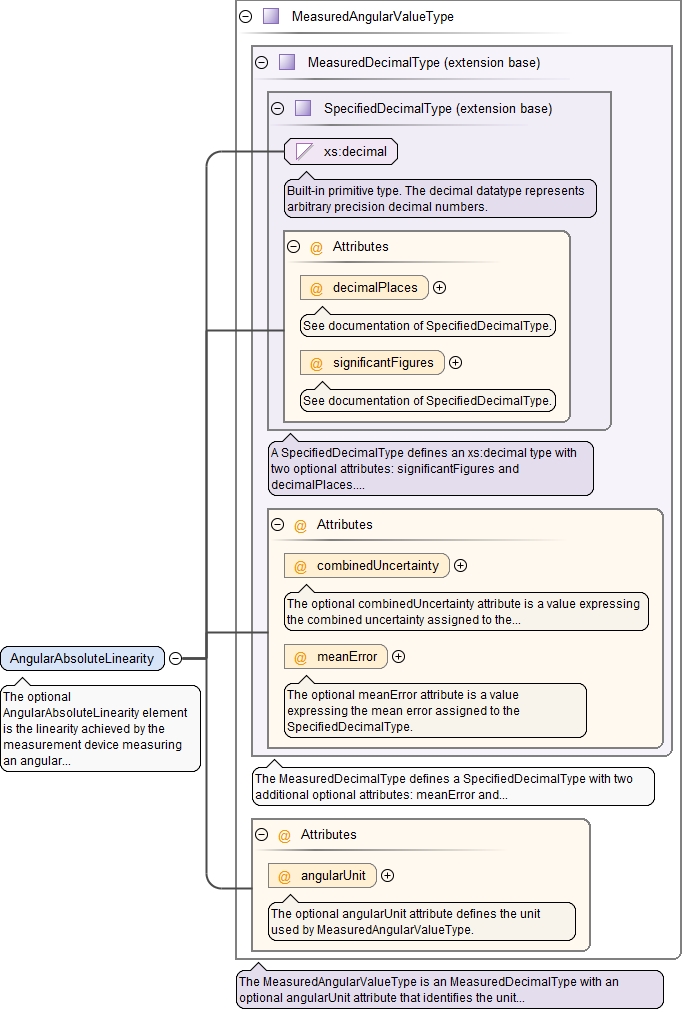 MeasuredAngularValueType
MeasuredDecimalType (extension base)
SpecifiedDecimalType (extension base)
xs:decimal
Built-in primitive type. The decimal datatype represents
arbitrary precision decimal numbers.
@ Attributes
@ decimalPlaces
See documentation of SpecifiedDecimalType.
@ significantFigures
See documentation of SpecifiedDecimalType.
A SpecifiedDecimalType defines an xs:decimal type with
two optional attributes: significantFigures and
decimalPlaces....
@ Attributes
@ combinedUncertainty
The optional combinedUncertainty attribute is a value expressing
the combined uncertainty assigned to the...
@ meanError
The optional meanError attribute is a value
expressing the mean error assigned to the
SpecifiedDecimalType.
AngularAbsoluteLinearity
The optional
AngularAbsoluteLinearity element
is the linearity achieved by the
measurement device measuring
an angular...
The MeasuredDecimalType defines a SpecifiedDecimalType with two
additional optional attributes: meanError and...
@ Attributes
@ angularUnit
The optional angularUnit attribute defines the unit
used by MeasuredAngularValueType.
The MeasuredAngularValueType is an MeasuredDecimalType with an
optional angularUnit attribute that identifies the unit...